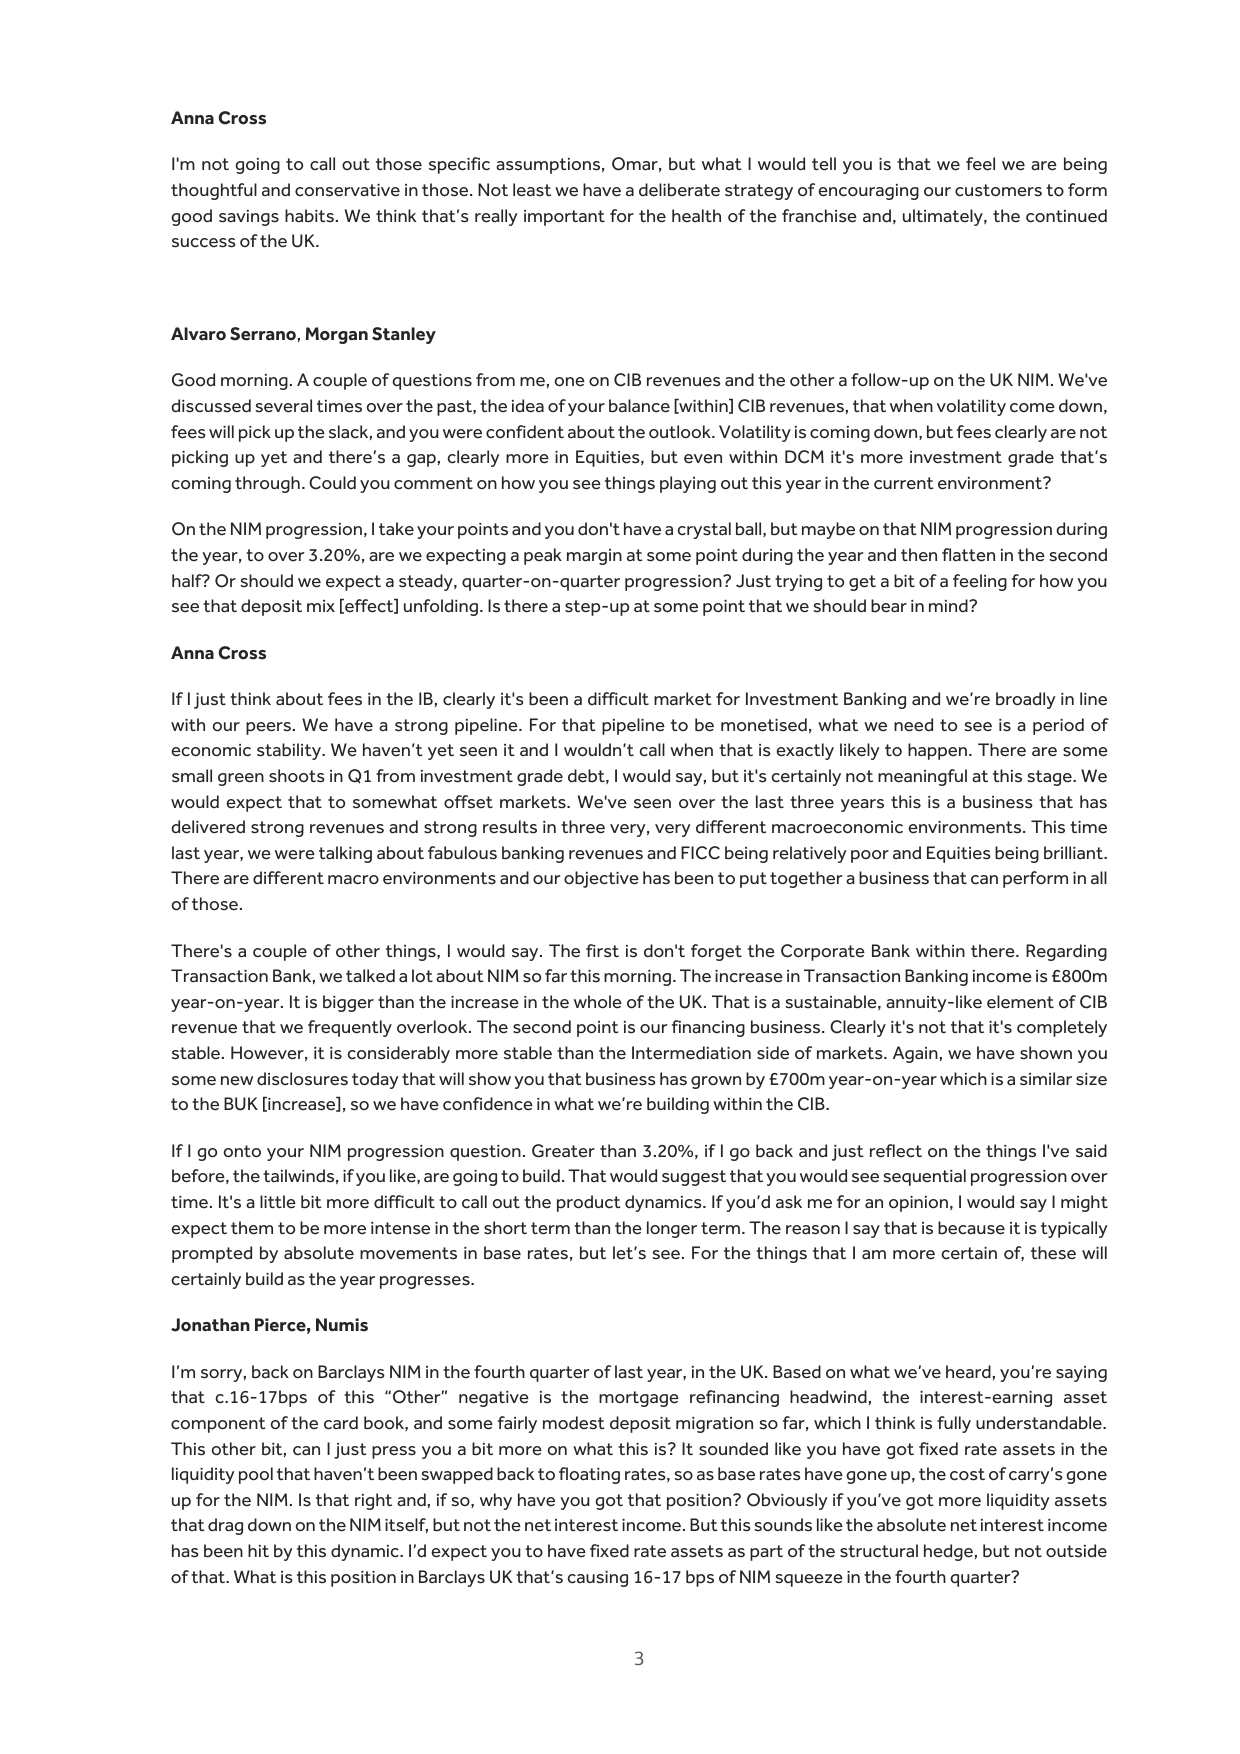 Anna Cross
I'm not going to call out those specific assumptions, Omar, but what I would tell you is that we feel we are being
thoughtful and conservative in those. Not least we have a deliberate strategy of encouraging our customers to form
good savings habits. We think that's really important for the health of the franchise and, ultimately, the continued
success of the UK.
Alvaro Serrano, Morgan Stanley
Good morning. A couple of questions from me, one on CIB revenues and the other a follow-up on the UK NIM. We've
discussed several times over the past, the idea of your balance [within] CIB revenues, that when volatility come down,
fees will pick up the slack, and you were confident about the outlook. Volatility is coming down, but fees clearly are not
picking up yet and there's a gap, clearly more in Equities, but even within DCM it's more investment grade that's
coming through. Could you comment on how you see things playing out this year in the current environment?
On the NIM progression, I take your points and you don't have a crystal ball, but maybe on that NIM progression during
the year, to over 3.20%, are we expecting a peak margin at some point during the year and then flatten in the second
half? Or should we expect a steady, quarter-on-quarter progression? Just trying to get a bit of a feeling for how you
see that deposit mix [effect] unfolding. Is there a step-up at some point that we should bear in mind?
Anna Cross
If I just think about fees in the IB, clearly it's been a difficult market for Investment Banking and we're broadly in line
with our peers. We have a strong pipeline. For that pipeline to be monetised, what we need to see is a period of
economic stability. We haven't yet seen it and I wouldn't call when that is exactly likely to happen. There are some
small green shoots in Q1 from investment grade debt, I would say, but it's certainly not meaningful at this stage. We
would expect that to somewhat offset markets. We've seen over the last three years this is a business that has
delivered strong revenues and strong results in three very, very different macroeconomic environments. This time
last year, we were talking about fabulous banking revenues and FICC being relatively poor and Equities being brilliant.
There are different macro environments and our objective has been to put together a business that can perform in all
of those.
There's a couple of other things, I would say. The first is don't forget the Corporate Bank within there. Regarding
Transaction Bank, we talked a lot about NIM so far this morning. The increase in Transaction Banking income is £800m
year-on-year. It is bigger than the increase in the whole of the UK. That is a sustainable, annuity-like element of CIB
revenue that we frequently overlook. The second point is our financing business. Clearly it's not that it's completely
stable. However, it is considerably more stable than the Intermediation side of markets. Again, we have shown you
some new disclosures today that will show you that business has grown by £700m year-on-year which is a similar size
to the BUK [increase], so we have confidence in what we're building within the CIB.
If I go onto your NIM progression question. Greater than 3.20%, if I go back and just reflect on the things I've said
before, the tailwinds, if you like, are going to build. That would suggest that you would see sequential progression over
time. It's a little bit more difficult to call out the product dynamics. If you'd ask me for an opinion, I would say I might
expect them to be more intense in the short term than the longer term. The reason I say that is because it is typically
prompted by absolute movements in base rates, but let's see. For the things that I am more certain of, these will
certainly build as the year progresses.
Jonathan Pierce, Numis
I'm sorry, back on Barclays NIM in the fourth quarter of last year, in the UK. Based on what we've heard, you're saying
that c.16-17bps of this “Other” negative is the mortgage refinancing headwind, the interest-earning asset
component of the card book, and some fairly modest deposit migration so far, which I think is fully understandable.
This other bit, can I just press you a bit more on what this is? It sounded like you have got fixed rate assets in the
liquidity pool that haven't been swapped back to floating rates, so as base rates have gone up, the cost of carry's gone
up for the NIM. Is that right and, if so, why have you got that position? Obviously if you've got more liquidity assets
that drag down on the NIM itself, but not the net interest income. But this sounds like the absolute net interest income
has been hit by this dynamic. I'd expect you to have fixed rate assets as part of the structural hedge, but not outside
of that. What is this position in Barclays UK that's causing 16-17 bps of NIM squeeze in the fourth quarter?
3